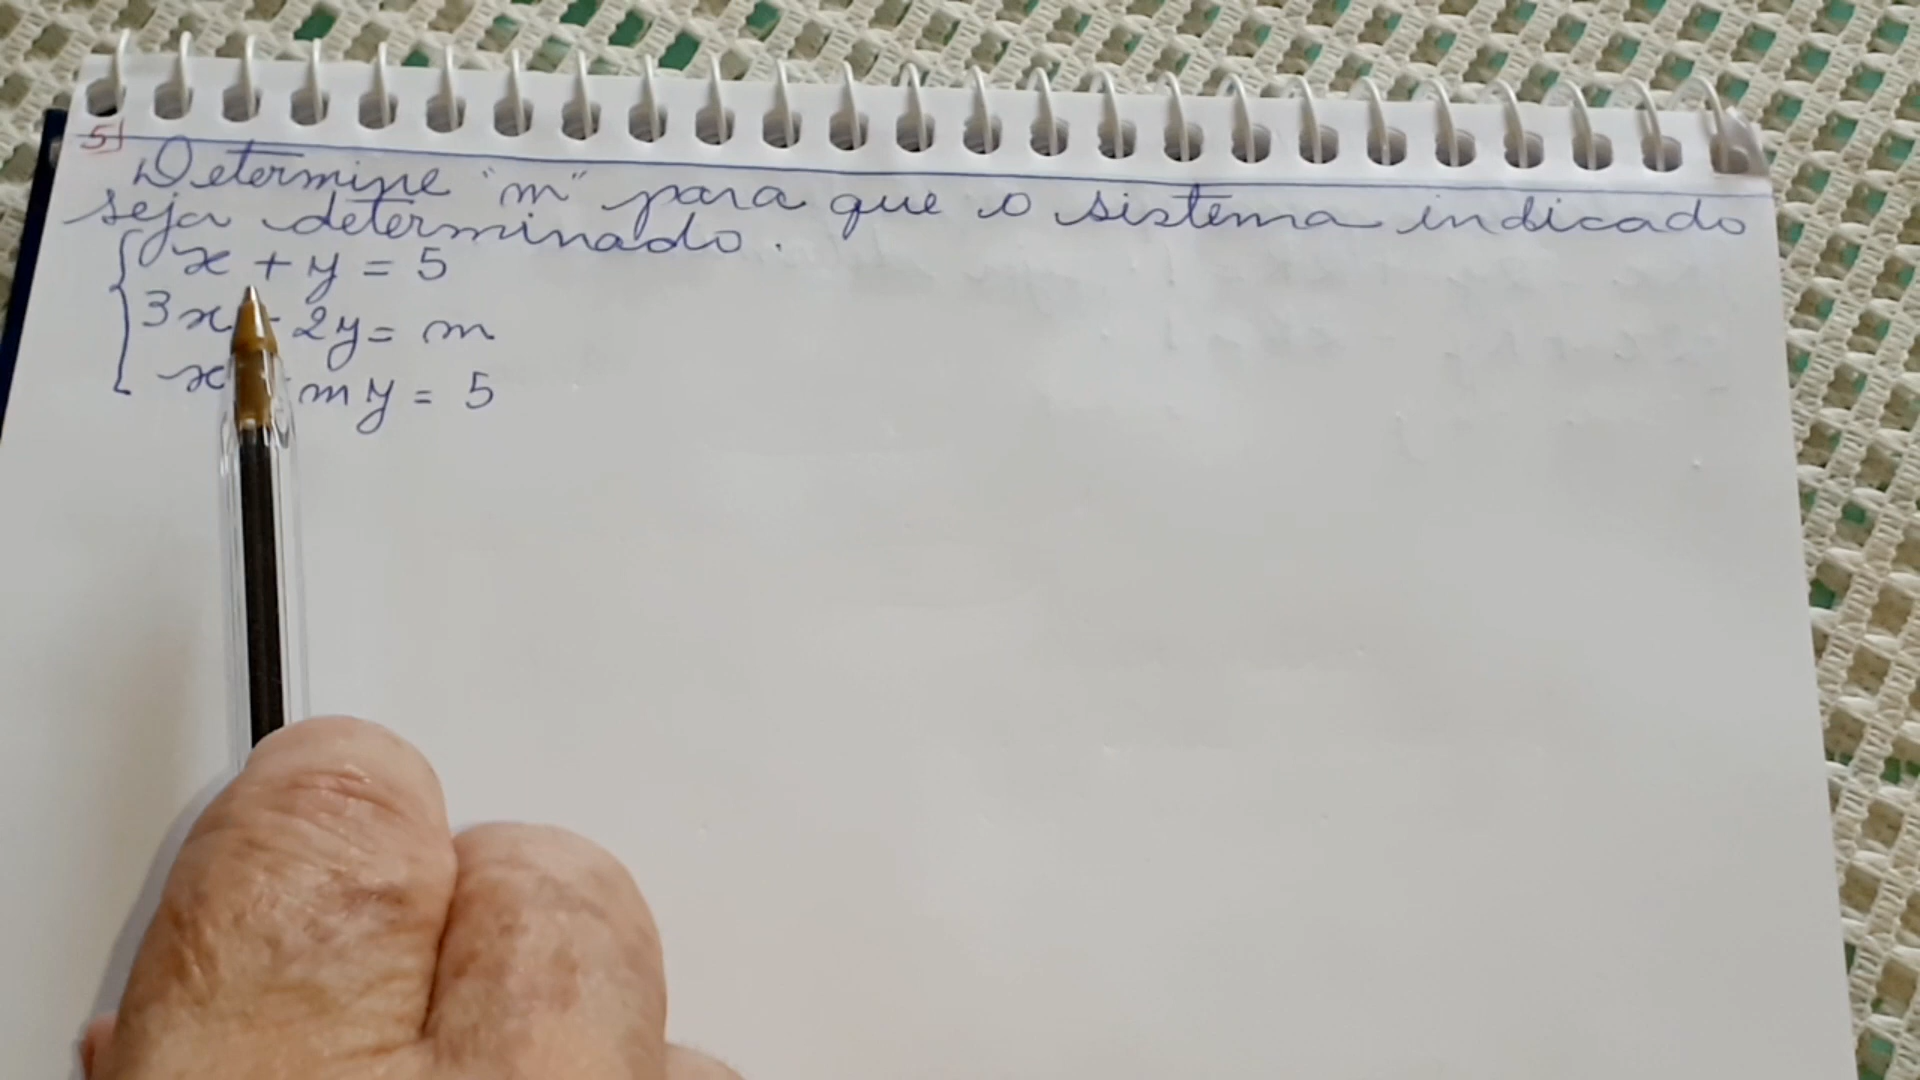 5)
Determine "m" para que o sistema indicado
seja determinado.
x + y = 5
3x - 2y = m
x my = 5